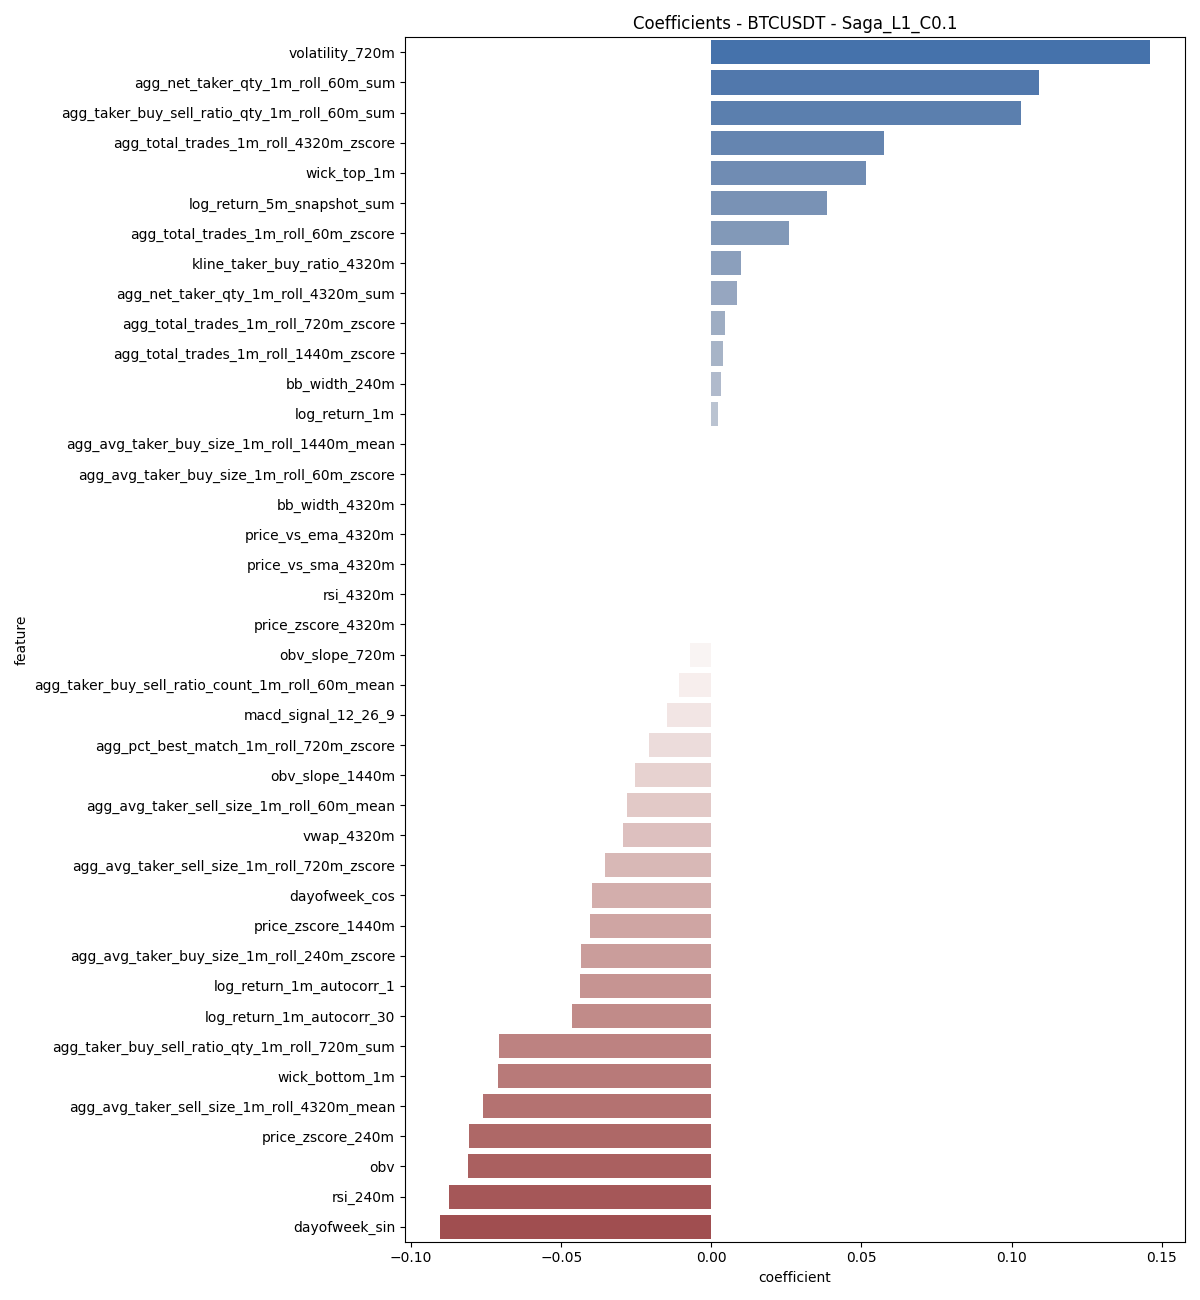 Coefficients - BTCUSDT - Saga_L1_C0.1
volatility_720m
agg_net_taker_qty_1m_roll_60m_sum
agg_taker_buy_sell_ratio_qty_1m_roll_60m_sum
agg_total_trades_1m_roll_4320m_zscore
wick_top_1m
log_return_5m_snapshot_sum
agg_total_trades_1m_roll_60m_zscore
kline_taker_buy_ratio_4320m
agg_net_taker_qty_1m_roll_4320m_sum
agg_total_trades_1m_roll_720m_zscore
agg_total_trades_1m_roll_1440m_zscore
bb_width_240m
log_return_1m
agg_avg_taker_buy_size_1m_roll_1440m_mean
agg_avg_taker_buy_size_1m_roll_60m_zscore
bb_width_4320m
price_vs_ema_4320m
price_vs_sma_4320m
rsi_4320m
price_zscore_4320m
obv_slope_720m
agg_taker_buy_sell_ratio_count_1m_roll_60m_mean
macd_signal_12_26_9
agg_pct_best_match_1m_roll_720m_zscore
obv_slope_1440m
agg_avg_taker_sell_size_1m_roll_60m_mean
vwap_4320m
agg_avg_taker_sell_size_1m_roll_720m_zscore
dayofweek_cos
price_zscore_1440m
agg_avg_taker_buy_size_1m_roll_240m_zscore
log_return_1m_autocorr_1
log_return_1m_autocorr_30
agg_taker_buy_sell_ratio_qty_1m_roll_720m_sum
wick_bottom_1m
agg_avg_taker_sell_size_1m_roll_4320m_mean
price_zscore_240m
obv
rsi_240m
dayofweek_sin
feature
−0.10 −0.05 0.00 0.05 0.10 0.15
coefficient